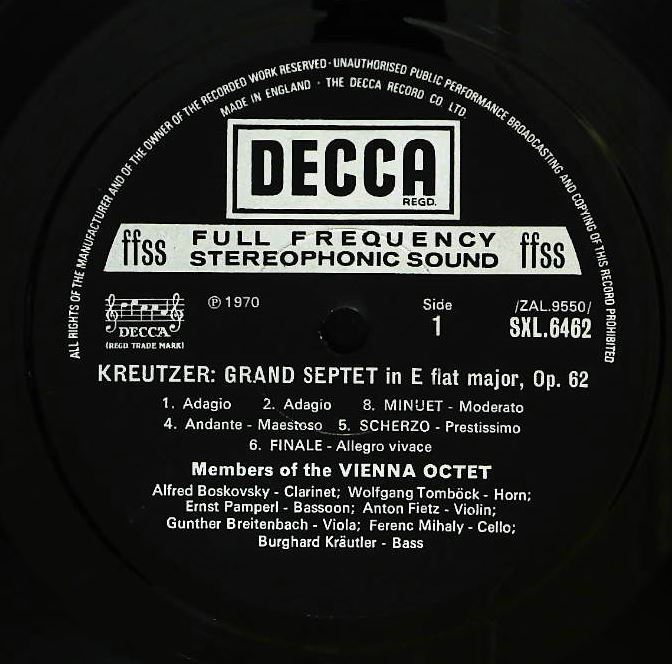 ALL RIGHTS OF THE MANUFACTURER AND OF THE OWNER OF THE RECORDED WORK RESERVED · UNAUTHORISED PUBLIC PERFORMANCE BROADCASTING AND COPYING OF THIS RECORD PROHIBITED
MADE IN ENGLAND · THE DECCA RECORD CO LTD
DECCA
REGD.
ffss FULL FREQUENCY STEREOPHONIC SOUND ffss
DECCA
(REGD. TRADE MARK)
℗ 1970
Side
1
/ZAL.9550/
SXL.6462
KREUTZER: GRAND SEPTET in E flat major, Op. 62
1. Adagio 2. Adagio 8. MINUET - Moderato
4. Andante - Maestoso 5. SCHERZO - Prestissimo
6. FINALE - Allegro vivace
Members of the VIENNA OCTET
Alfred Boskovsky - Clarinet; Wolfgang Tomböck - Horn;
Ernst Pamperl - Bassoon; Anton Fietz - Violin;
Gunther Breitenbach - Viola; Ferenc Mihaly - Cello;
Burghard Kräutler - Bass